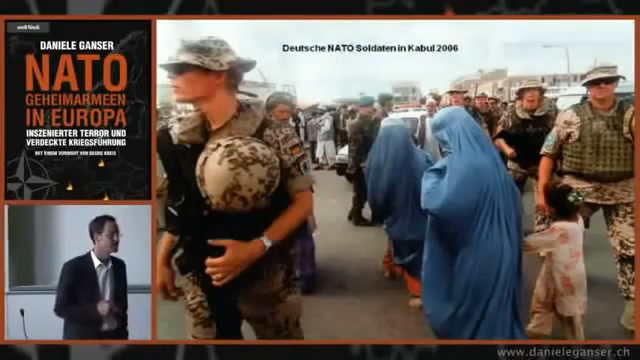 orell füssli
DANIELE GANSER
NATO
GEHEIMARMEEN
IN EUROPA
INSZENIERTER TERROR UND
VERDECKTE KRIEGSFÜHRUNG
MIT EINEM VORWORT VON GEORG KREIS
Deutsche NATO Soldaten in Kabul 2006
www.danieleganser.ch